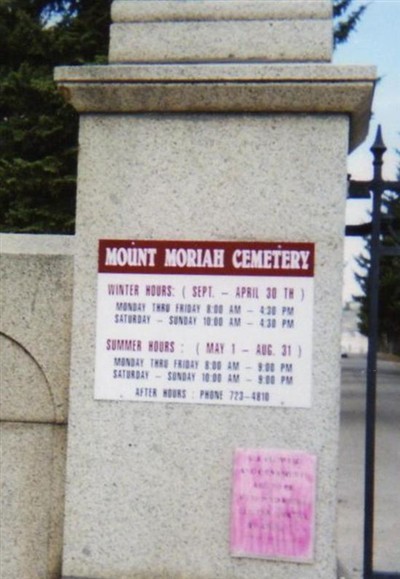 MOUNT MORIAH CEMETERY
WINTER HOURS: ( SEPT. – APRIL 30 TH )
MONDAY THRU FRIDAY 8:00 AM – 4:30 PM
SATURDAY – SUNDAY 10:00 AM – 4:30 PM
SUMMER HOURS : ( MAY 1 – AUG. 31 )
MONDAY THRU FRIDAY 8:00 AM – 9:00 PM
SATURDAY – SUNDAY 10:00 AM – 9:00 PM
AFTER HOURS : PHONE 723-4810